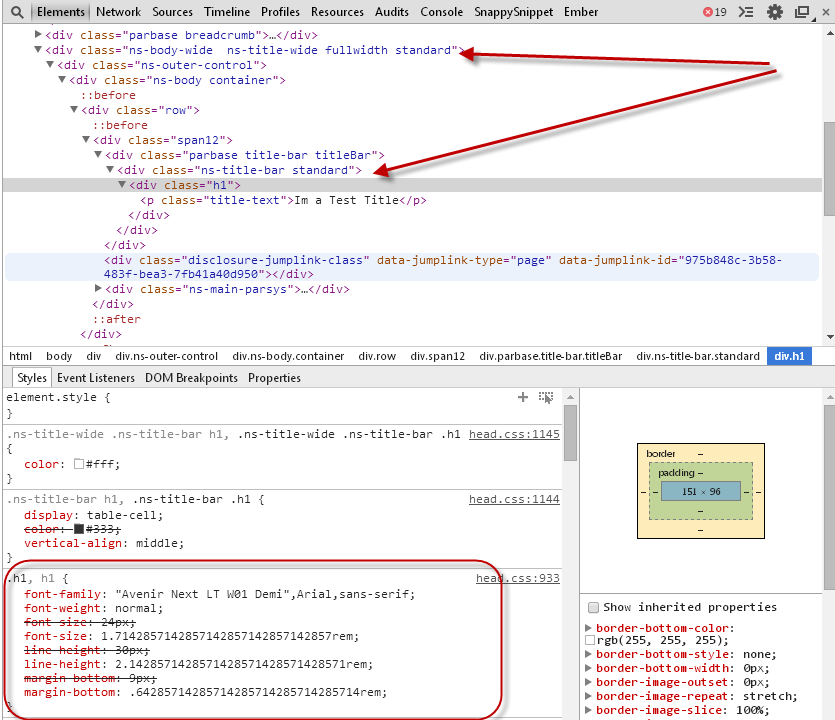 Elements Network Sources Timeline Profiles Resources Audits Console SnappySnippet Ember 19
<div class="parbase breadcrumb">…</div>
<div class="ns-body-wide  ns-title-wide fullwidth standard">
<div class="ns-outer-control">
<div class="ns-body container">
::before
<div class="row">
::before
<div class="span12">
<div class="parbase title-bar titleBar">
<div class="ns-title-bar standard">
<div class="h1">
<p class="title-text">Im a Test Title</p>
</div>
</div>
</div>
<div class="disclosure-jumplink-class" data-jumplink-type="page" data-jumplink-id="975b848c-3b58-
483f-bea3-7fb41a40d950"></div>
<div class="ns-main-parsys">…</div>
</div>
::after
</div>
html body div div.ns-outer-control div.ns-body.container div.row div.span12 div.parbase.title-bar.titleBar div.ns-title-bar.standard div.h1
Styles Event Listeners DOM Breakpoints Properties
element.style {
}
.ns-title-wide .ns-title-bar h1, .ns-title-wide .ns-title-bar .h1 head.css:1145
{
color: #fff;
}
.ns-title-bar h1, .ns-title-bar .h1 { head.css:1144
display: table-cell;
color: #333;
vertical-align: middle;
}
.h1, h1 { head.css:933
font-family: "Avenir Next LT W01 Demi",Arial,sans-serif;
font-weight: normal;
font-size: 24px;
font-size: 1.7142857142857142857142857142857rem;
line-height: 30px;
line-height: 2.1428571428571428571428571428571rem;
margin-bottom: 9px;
margin-bottom: .64285714285714285714285714285714rem;
}
border –
padding –
– – 151 × 96 – –
–
–
Show inherited properties
border-bottom-color:
rgb(255, 255, 255);
border-bottom-style: none;
border-bottom-width: 0px;
border-image-outset: 0px;
border-image-repeat: stretch;
border-image-slice: 100%;